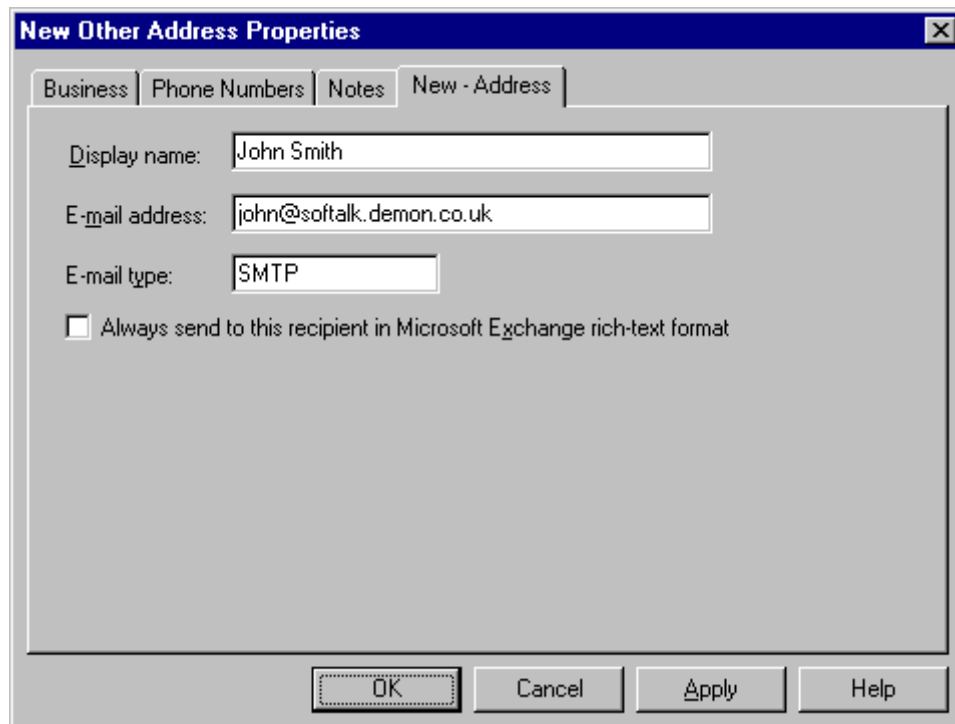 New Other Address Properties
Business Phone Numbers Notes New - Address
Display name: John Smith
E-mail address: john@softalk.demon.co.uk
E-mail type: SMTP
Always send to this recipient in Microsoft Exchange rich-text format
OK Cancel Apply Help